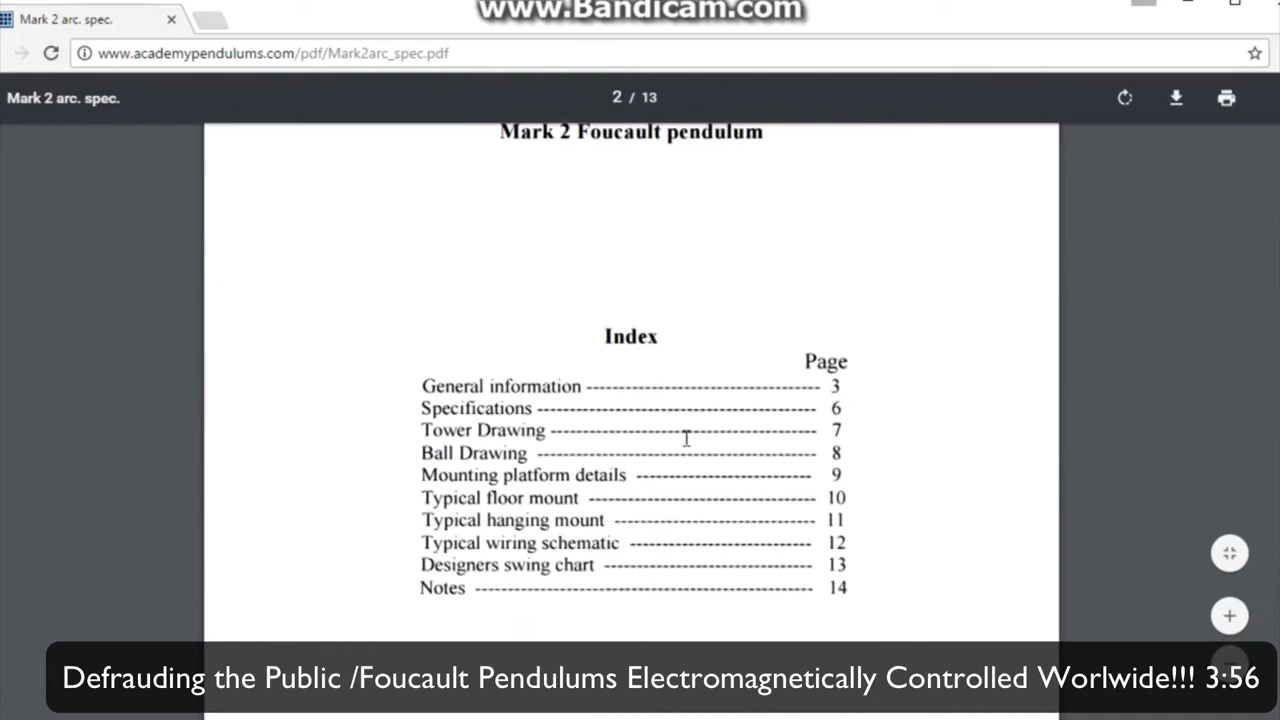 www.Bandicam.com
Mark 2 arc. spec.
www.academypendulums.com/pdf/Mark2arc_spec.pdf
Mark 2 arc. spec.
2 / 13
Mark 2 Foucault pendulum
Index
Page
General information ---------------------------------------- 3
Specifications ----------------------------------------------- 6
Tower Drawing --------------------------------------------- 7
Ball Drawing ----------------------------------------------- 8
Mounting platform details ----------------------------- 9
Typical floor mount -------------------------------------- 10
Typical hanging mount ---------------------------------- 11
Typical wiring schematic ------------------------------- 12
Designers swing chart ----------------------------------- 13
Notes --------------------------------------------------------- 14
Defrauding the Public /Foucault Pendulums Electromagnetically Controlled Worlwide!!! 3:56